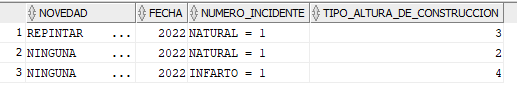 NOVEDAD FECHA NUMERO_INCIDENTE TIPO_ALTURA_DE_CONSTRUCCION
1 REPINTAR ... 2022 NATURAL = 1 3
2 NINGUNA ... 2022 NATURAL = 1 2
3 NINGUNA ... 2022 INFARTO = 1 4